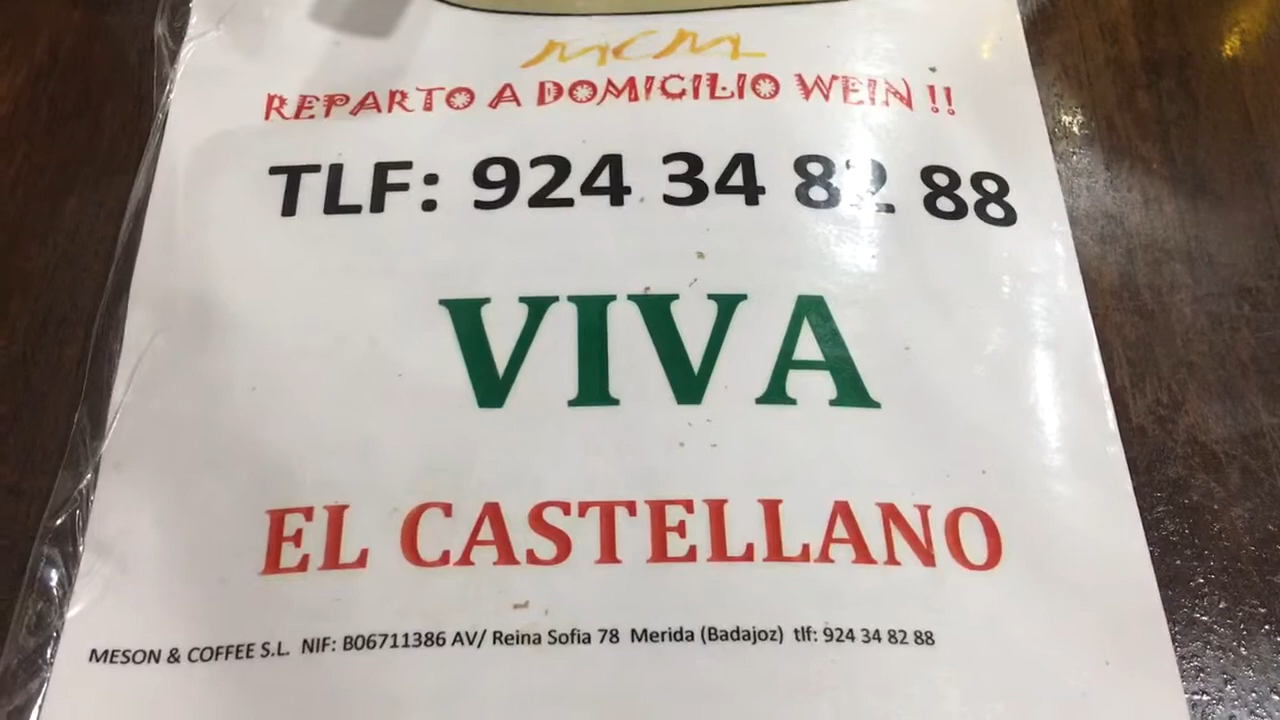 MCM
REPARTO A DOMICILIO WEIN !!
TLF: 924 34 82 88
VIVA
EL CASTELLANO
MESON & COFFEE S.L. NIF: B06711386 AV/ Reina Sofia 78 Merida (Badajoz) tlf: 924 34 82 88